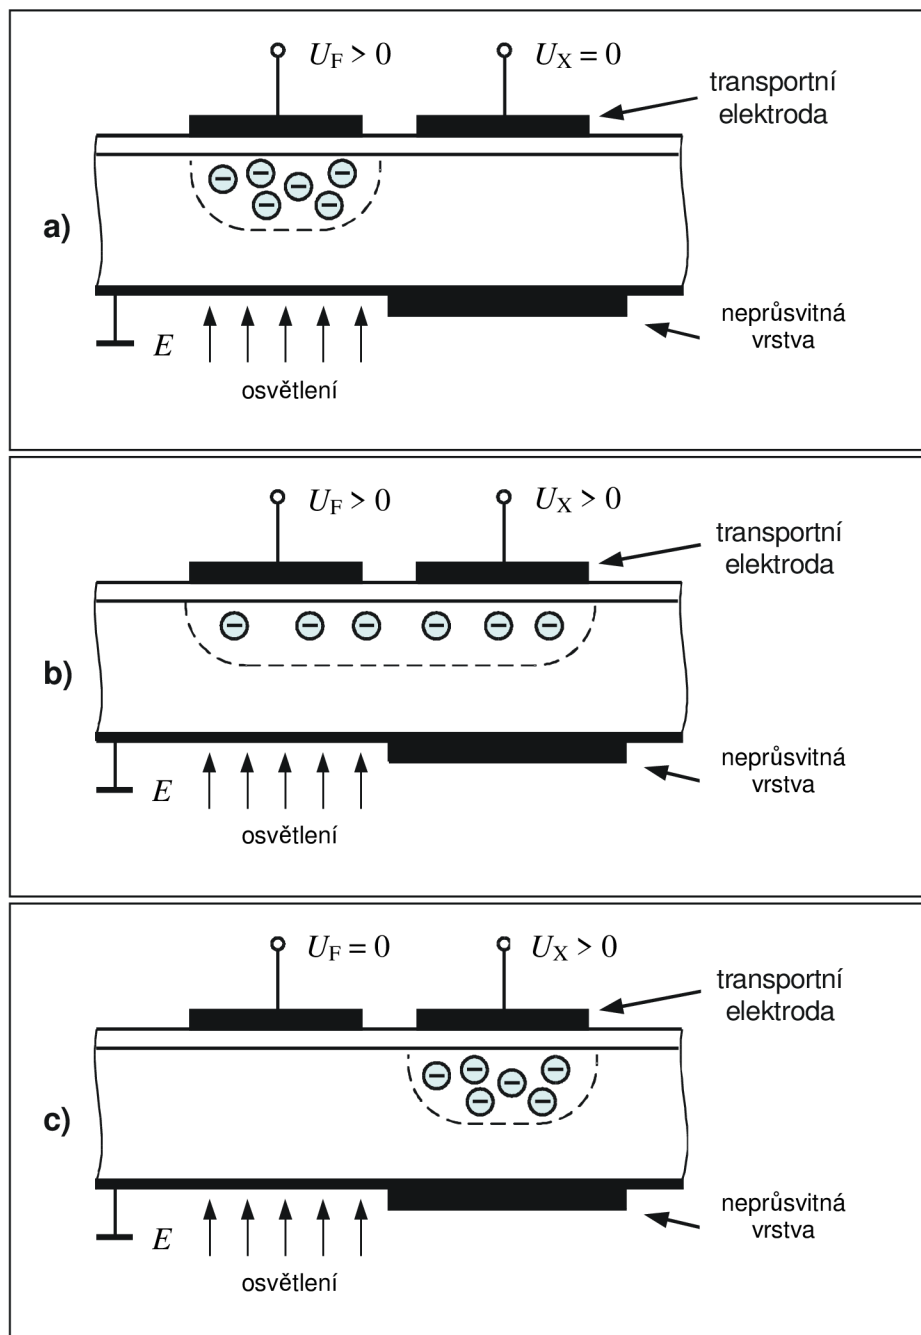 U_F > 0
U_X = 0
transportní
elektroda
a)
E
osvětlení
neprůsvitná
vrstva
U_F > 0
U_X > 0
transportní
elektroda
b)
E
osvětlení
neprůsvitná
vrstva
U_F = 0
U_X > 0
transportní
elektroda
c)
E
osvětlení
neprůsvitná
vrstva